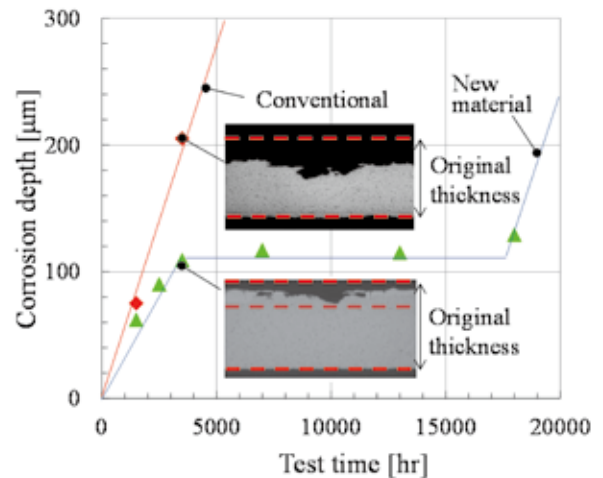 300
200
100
0
Corrosion depth [μm]
Conventional
New
material
Original
thickness
Original
thickness
0
5000
10000
15000
20000
Test time [hr]